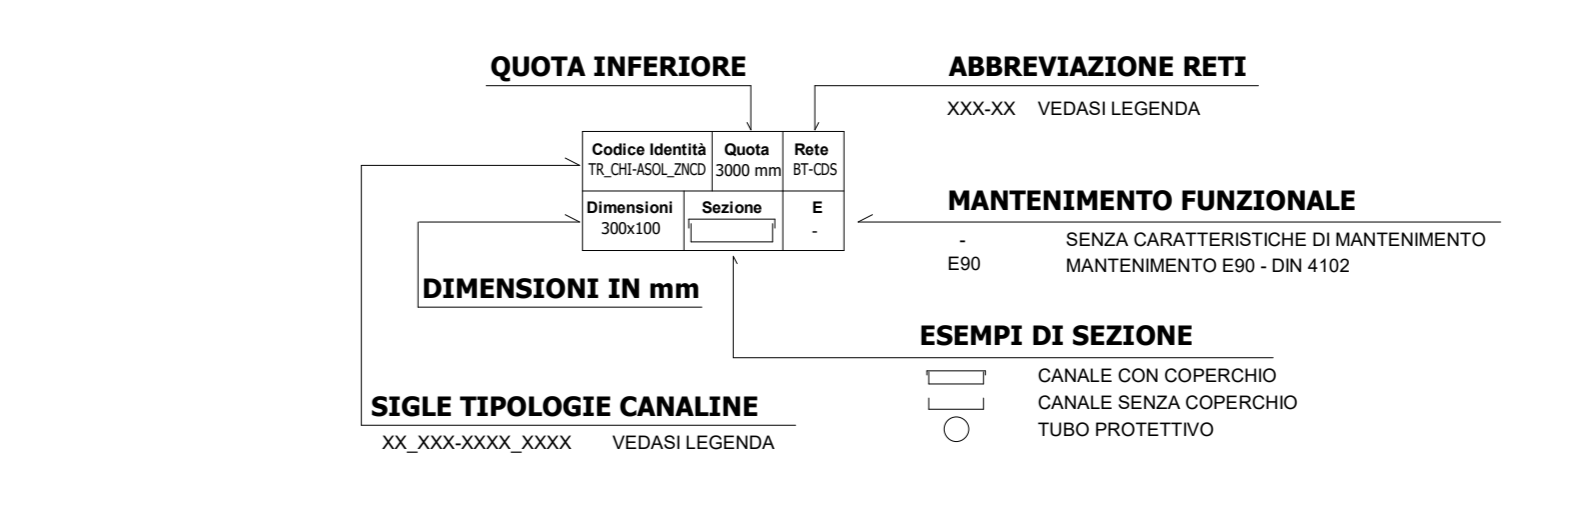 QUOTA INFERIORE
ABBREVIAZIONE RETI
XXX-XX VEDASI LEGENDA
Codice Identità Quota Rete
TR_CHI-ASOL_ZNCD 3000 mm BT-CDS
Dimensioni Sezione E
300x100 -
MANTENIMENTO FUNZIONALE
- SENZA CARATTERISTICHE DI MANTENIMENTO
E90 MANTENIMENTO E90 - DIN 4102
DIMENSIONI IN mm
ESEMPI DI SEZIONE
CANALE CON COPERCHIO
CANALE SENZA COPERCHIO
TUBO PROTETTIVO
SIGLE TIPOLOGIE CANALINE
XX_XXX-XXXX_XXXX VEDASI LEGENDA